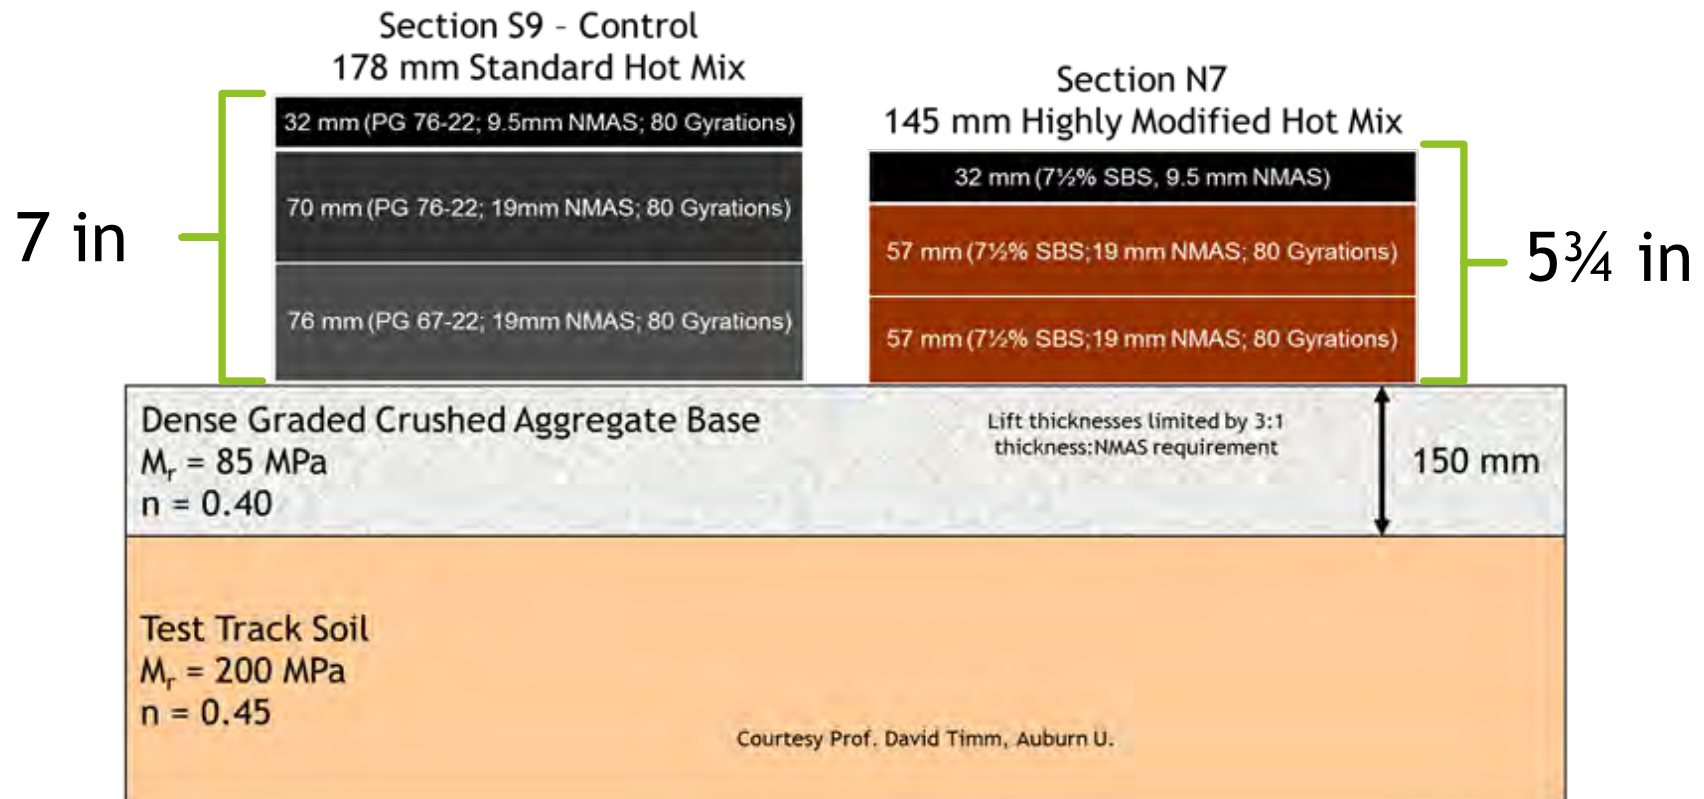 Section S9 – Control
178 mm Standard Hot Mix
32 mm (PG 76-22; 9.5mm NMAS; 80 Gyrations)
70 mm (PG 76-22; 19mm NMAS; 80 Gyrations)
76 mm (PG 67-22; 19mm NMAS; 80 Gyrations)
7 in
Section N7
145 mm Highly Modified Hot Mix
32 mm (7½% SBS, 9.5 mm NMAS)
57 mm (7½% SBS;19 mm NMAS; 80 Gyrations)
57 mm (7½% SBS;19 mm NMAS; 80 Gyrations)
5¾ in
Dense Graded Crushed Aggregate Base
Mr = 85 MPa
n = 0.40
Lift thicknesses limited by 3:1
thickness:NMAS requirement
150 mm
Test Track Soil
Mr = 200 MPa
n = 0.45
Courtesy Prof. David Timm, Auburn U.